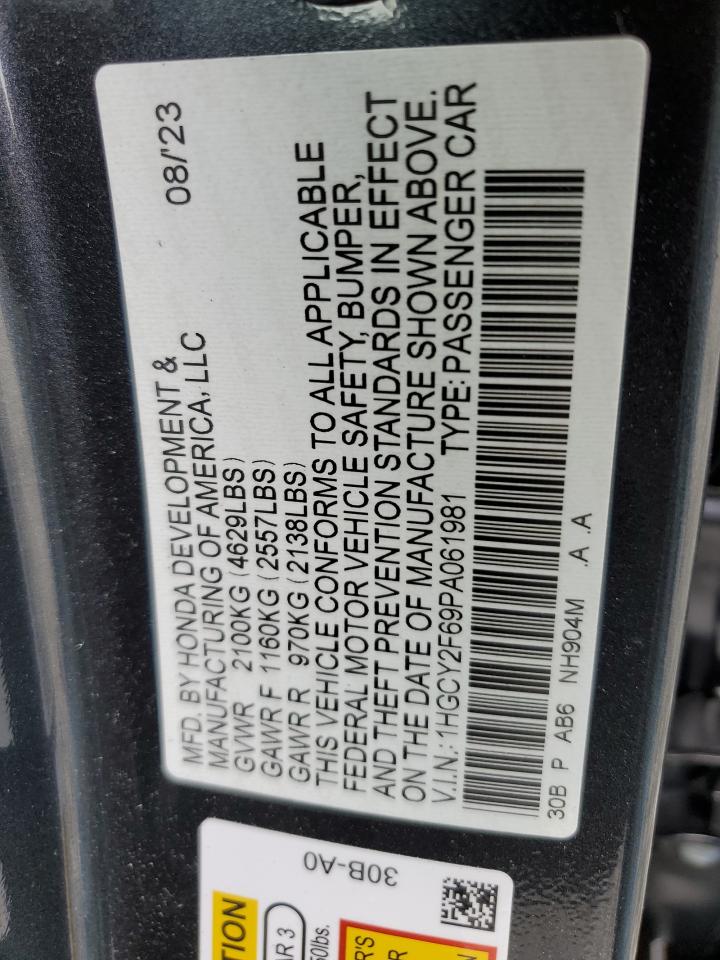 MFD. BY HONDA DEVELOPMENT &
MANUFACTURING OF AMERICA, LLC 08/'23
GVWR 2100KG (4629LBS)
GAWR F 1160KG (2557LBS)
GAWR R 970KG (2138LBS)
THIS VEHICLE CONFORMS TO ALL APPLICABLE
FEDERAL MOTOR VEHICLE SAFETY, BUMPER,
AND THEFT PREVENTION STANDARDS IN EFFECT
ON THE DATE OF MANUFACTURE SHOWN ABOVE.
V.I.N.: 1HGCY2F69PA061981 TYPE: PASSENGER CAR
30B P AB6 NH904M .A .A
30B-A0